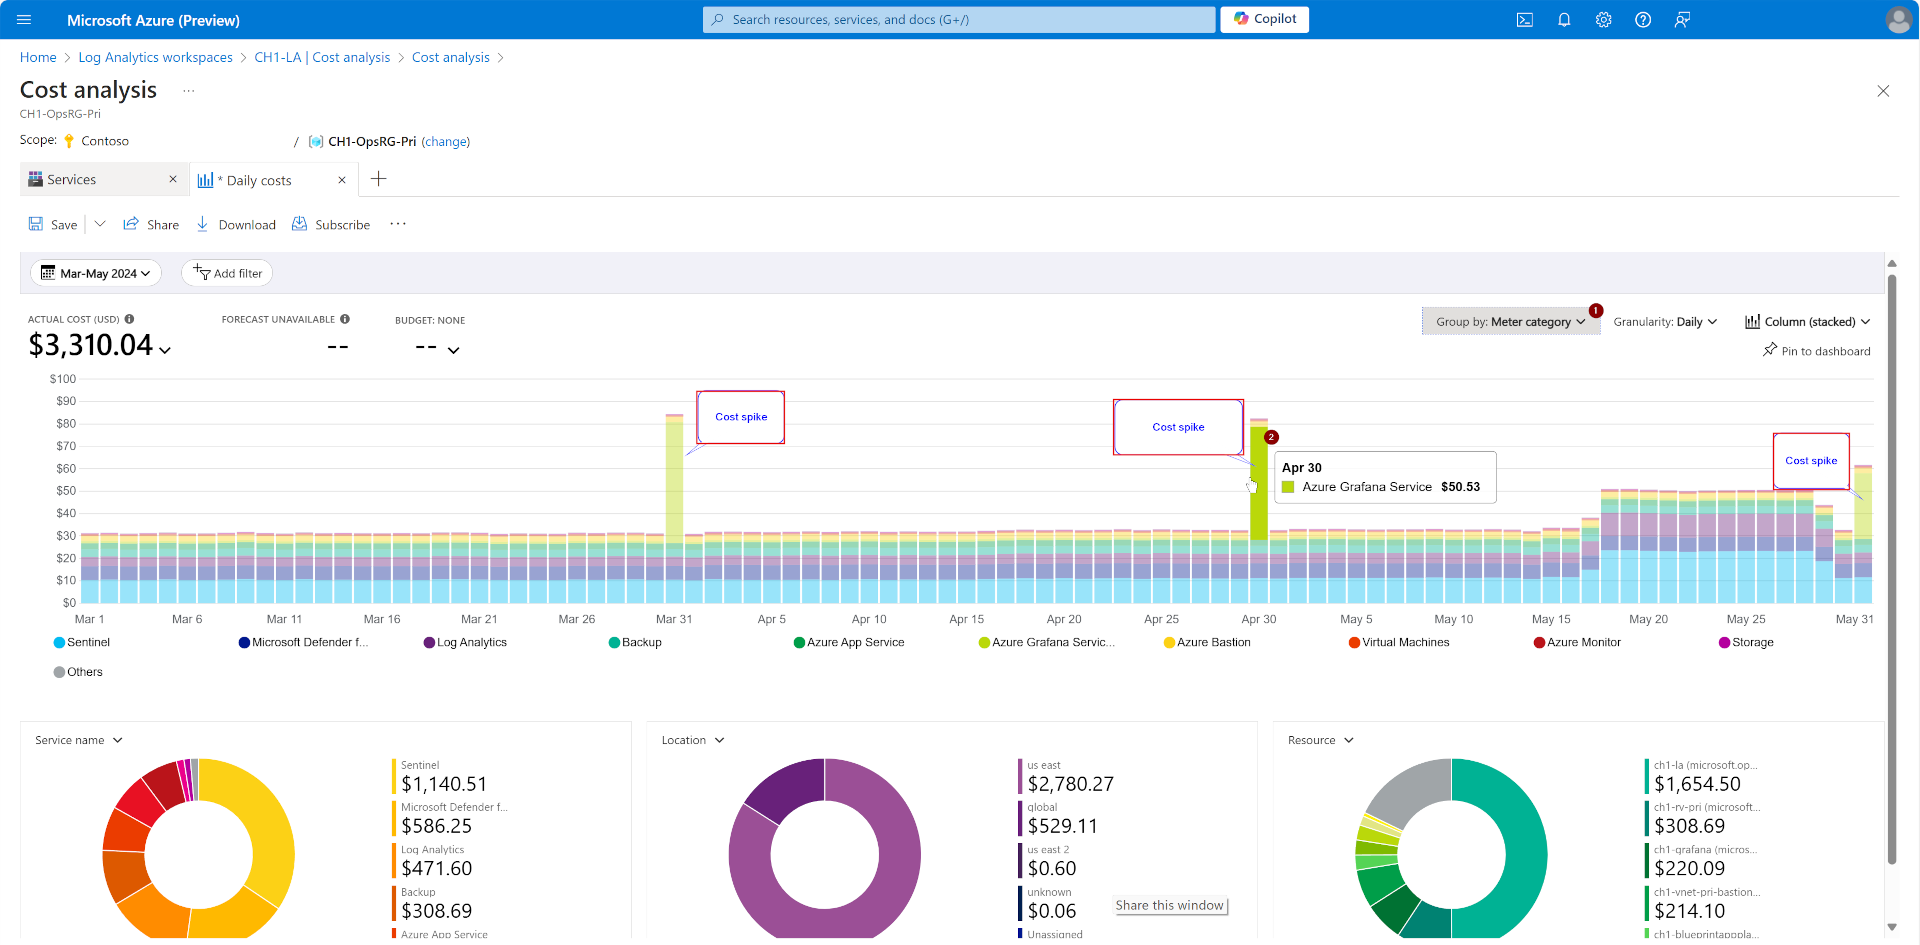 Microsoft Azure (Preview)
Search resources, services, and docs (G+/)
Copilot
Home > Log Analytics workspaces > CH1-LA | Cost analysis > Cost analysis >
Cost analysis ...
CH1-OpsRG-Pri
Scope: Contoso / CH1-OpsRG-Pri (change)
Services
* Daily costs
Save Share Download Subscribe ...
Mar-May 2024
Add filter
ACTUAL COST (USD)
$3,310.04
FORECAST UNAVAILABLE
--
BUDGET: NONE
--
Group by: Meter category
1
Granularity: Daily
Column (stacked)
Pin to dashboard
$100
$90
$80
$70
$60
$50
$40
$30
$20
$10
$0
Cost spike
Cost spike
2
Apr 30
Azure Grafana Service $50.53
Cost spike
Mar 1 Mar 6 Mar 11 Mar 16 Mar 21 Mar 26 Mar 31 Apr 5 Apr 10 Apr 15 Apr 20 Apr 25 Apr 30 May 5 May 10 May 15 May 20 May 25 May 31
Sentinel Microsoft Defender f... Log Analytics Backup Azure App Service Azure Grafana Servic... Azure Bastion Virtual Machines Azure Monitor Storage
Others
Service name
Sentinel
$1,140.51
Microsoft Defender f...
$586.25
Log Analytics
$471.60
Backup
$308.69
Azure App Service
Location
us east
$2,780.27
global
$529.11
us east 2
$0.60
unknown
$0.06
Unassigned
Share this window
Resource
ch1-la (microsoft.op...
$1,654.50
ch1-rv-pri (microsoft...
$308.69
ch1-grafana (micros...
$220.09
ch1-vnet-pri-bastion...
$214.10
ch1-blueprintappla...